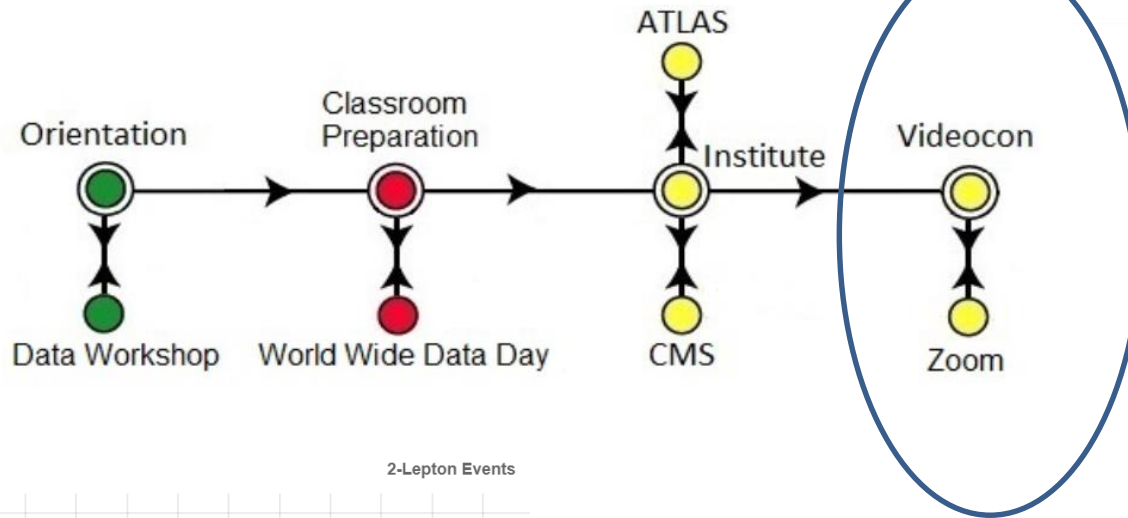 ATLAS
Classroom
Preparation
Orientation
Videocon
Institute
Data Workshop
World Wide Data Day
CMS
Zoom
2-Lepton Events